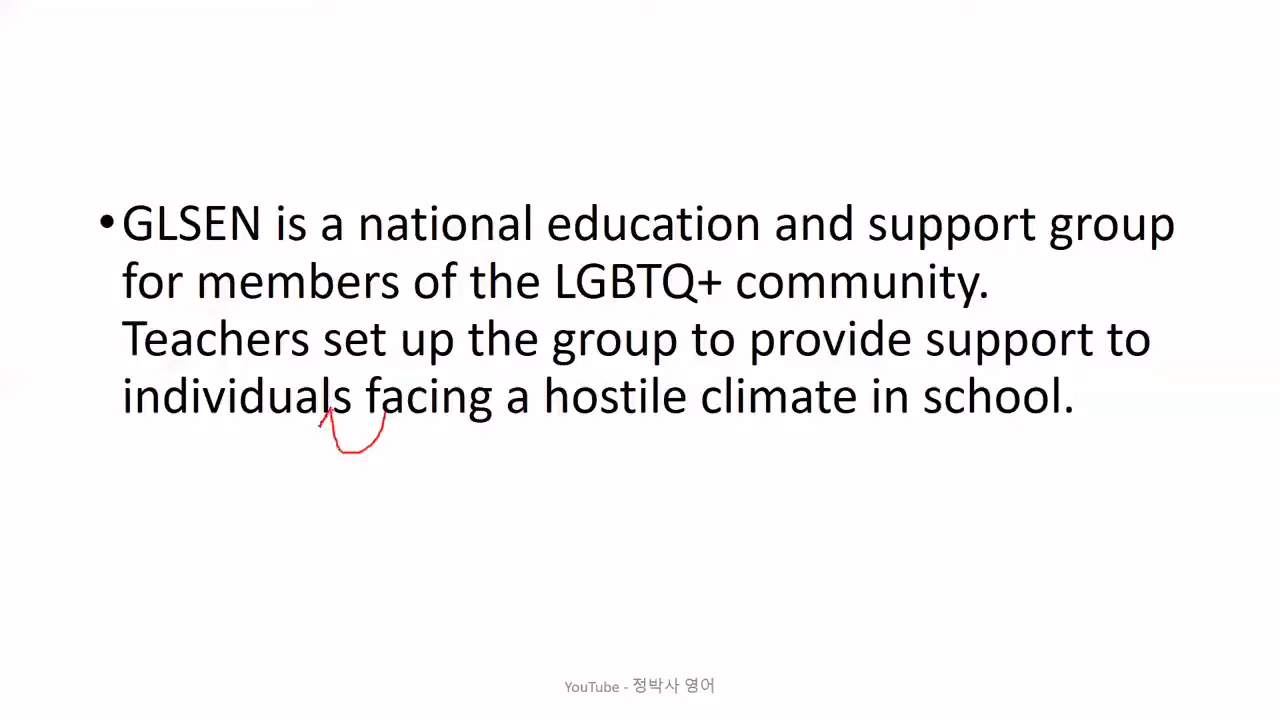 •GLSEN is a national education and support group
for members of the LGBTQ+ community.
Teachers set up the group to provide support to
individuals facing a hostile climate in school.
YouTube - 정박사 영어